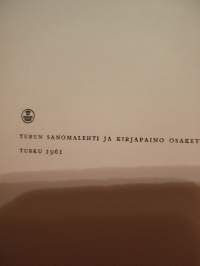 TURUN SANOMALEHTI JA KIRJAPAINO OSAKEY
TURKU 1961